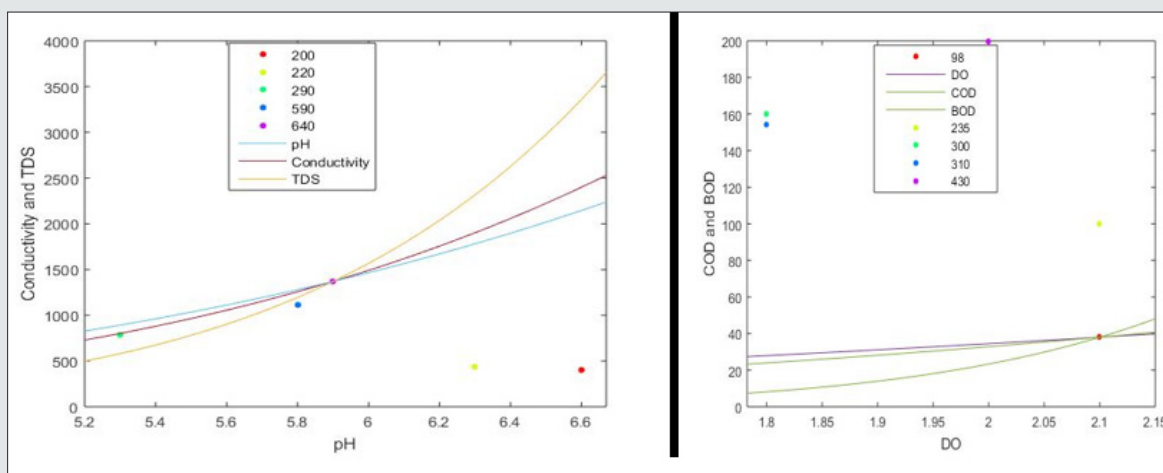 4000
3500
3000
2500
2000
1500
1000
500
0
Conductivity and TDS
200
220
290
590
640
pH
Conductivity
TDS
5.2 5.4 5.6 5.8 6 6.2 6.4 6.6
pH
200
180
160
140
120
100
80
60
40
20
0
COD and BOD
98
DO
COD
BOD
235
300
310
430
1.8 1.85 1.9 1.95 2 2.05 2.1 2.15
DO